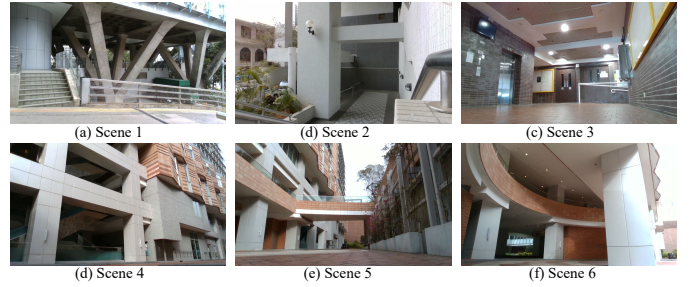 (a) Scene 1
(d) Scene 2
(c) Scene 3
(d) Scene 4
(e) Scene 5
(f) Scene 6